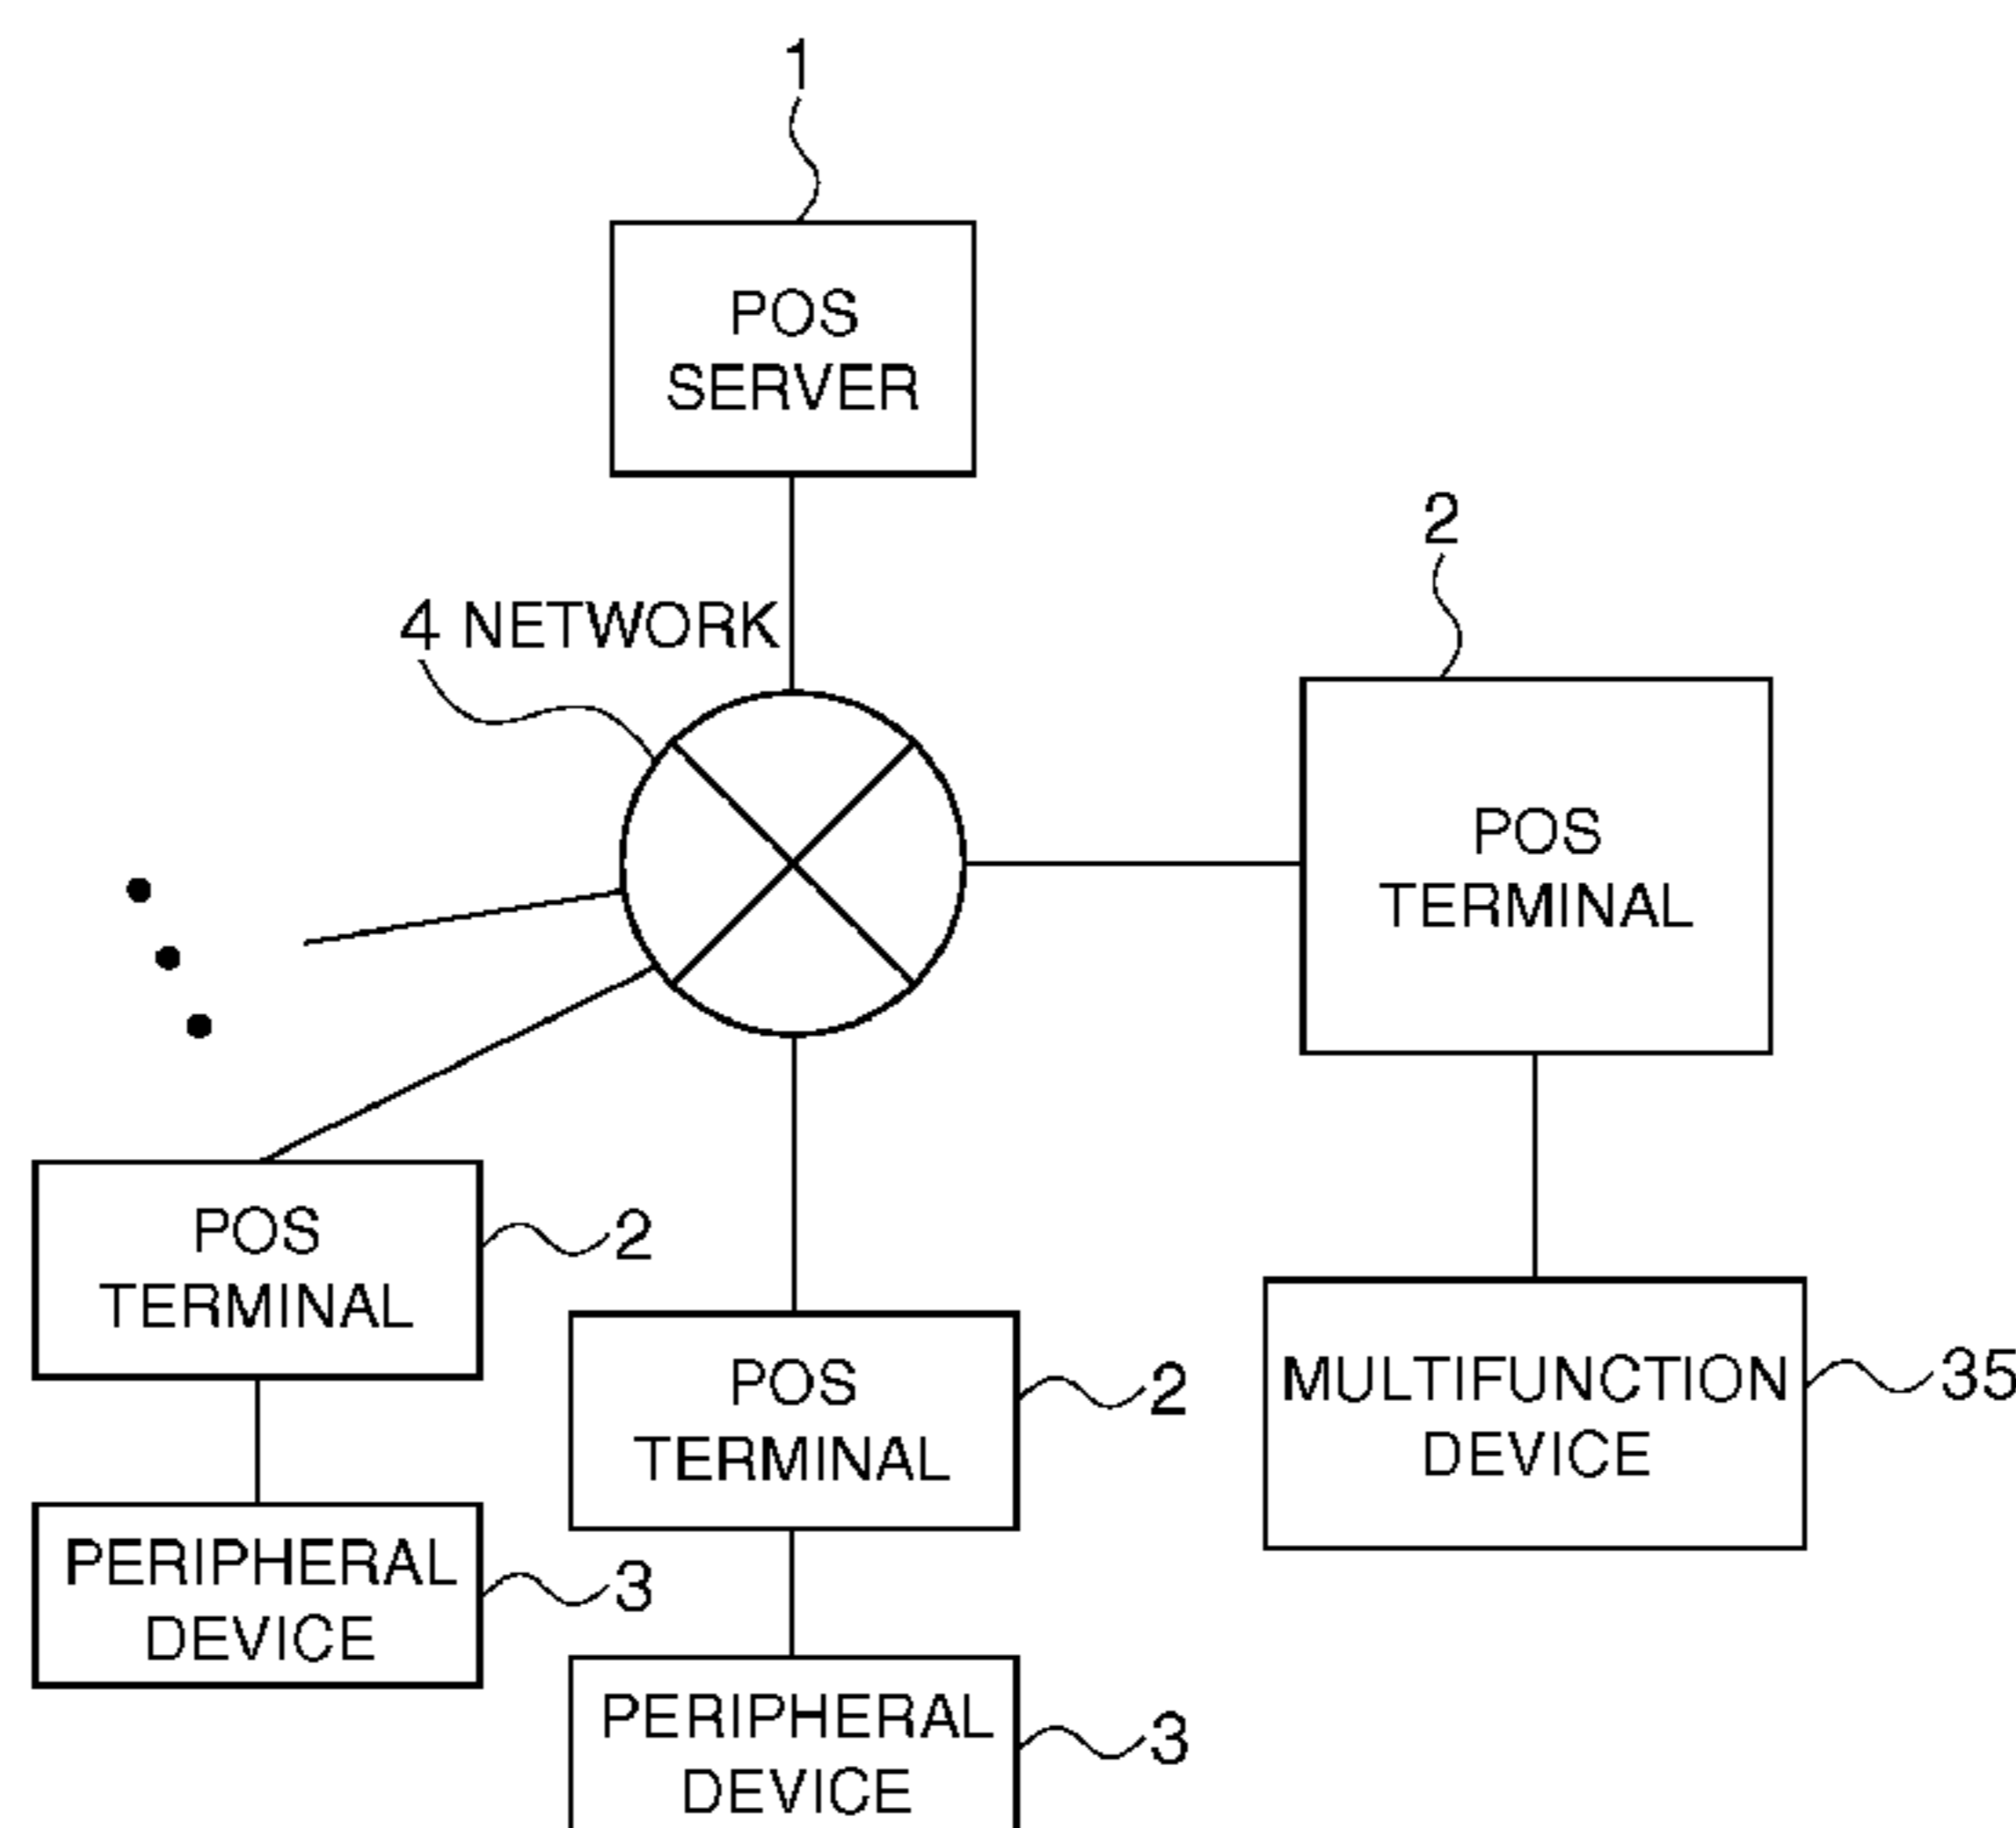 1
POS
SERVER
4 NETWORK
2
POS
TERMINAL
POS
TERMINAL
2
POS
TERMINAL
2
MULTIFUNCTION
DEVICE
35
PERIPHERAL
DEVICE
3
PERIPHERAL
DEVICE
3